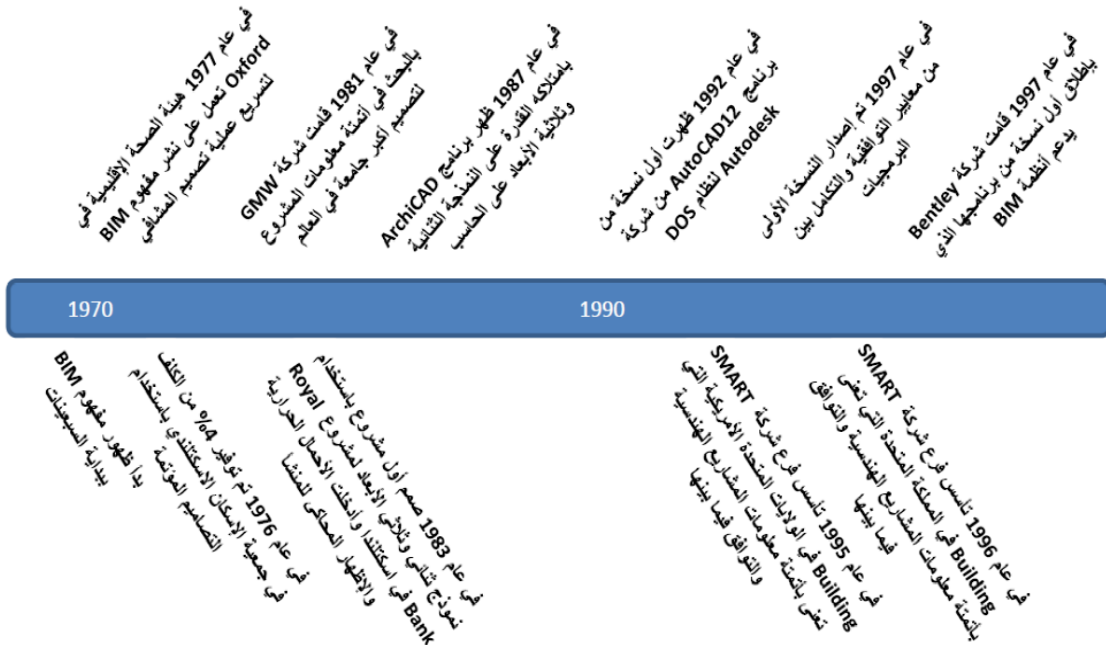 في عام 1977 هيئة الصحة الإقليمية في
Oxford تعمل على نشر مفهوم BIM
لتسريع عملية تصميم المشافي
في عام 1981 قامت شركة GMW
بالبحث في أتمتة معلومات المشروع
لتصميم أكبر جامعة في العالم
في عام 1987 ظهر برنامج ArchiCAD
بامتلاكه القدرة على النمذجة الثنائية
وثلاثية الأبعاد على الحاسب
في عام 1992 ظهرت أول نسخة من
برنامج AutoCAD12 من شركة
Autodesk لنظام DOS
في عام 1997 تم إصدار النسخة الأولى
من معايير التوافقية والتكامل بين
البرمجيات
في عام 1997 قامت شركة Bentley
بإطلاق أول نسخة من برنامجها الذي
يدعم أنظمة BIM
1970
1990
بدأ ظهور مفهوم BIM
ببداية السبعينات
في عام 1976 تم توفير 4% من الكلف
في جمعية الإسكان الاسكتلندي باستخدام
التصاميم المؤتمتة
في عام 1983 صمم أول مشروع باستخدام
نموذج ثنائي وثلاثي الأبعاد لمشروع Royal
Bank في اسكتلندا وأدخلت الأحمال الحرارية
والإظهار المحاكي للمنشأ
في عام 1995 تأسس فرع شركة SMART
Building في الولايات المتحدة الأمريكية التي
تعنى بأتمتة معلومات المشاريع الهندسية
والتوافق فيما بينها
في عام 1996 تأسس فرع شركة SMART
Building في المملكة المتحدة التي تعنى
بأتمتة معلومات المشاريع الهندسية والتوافق
فيما بينها